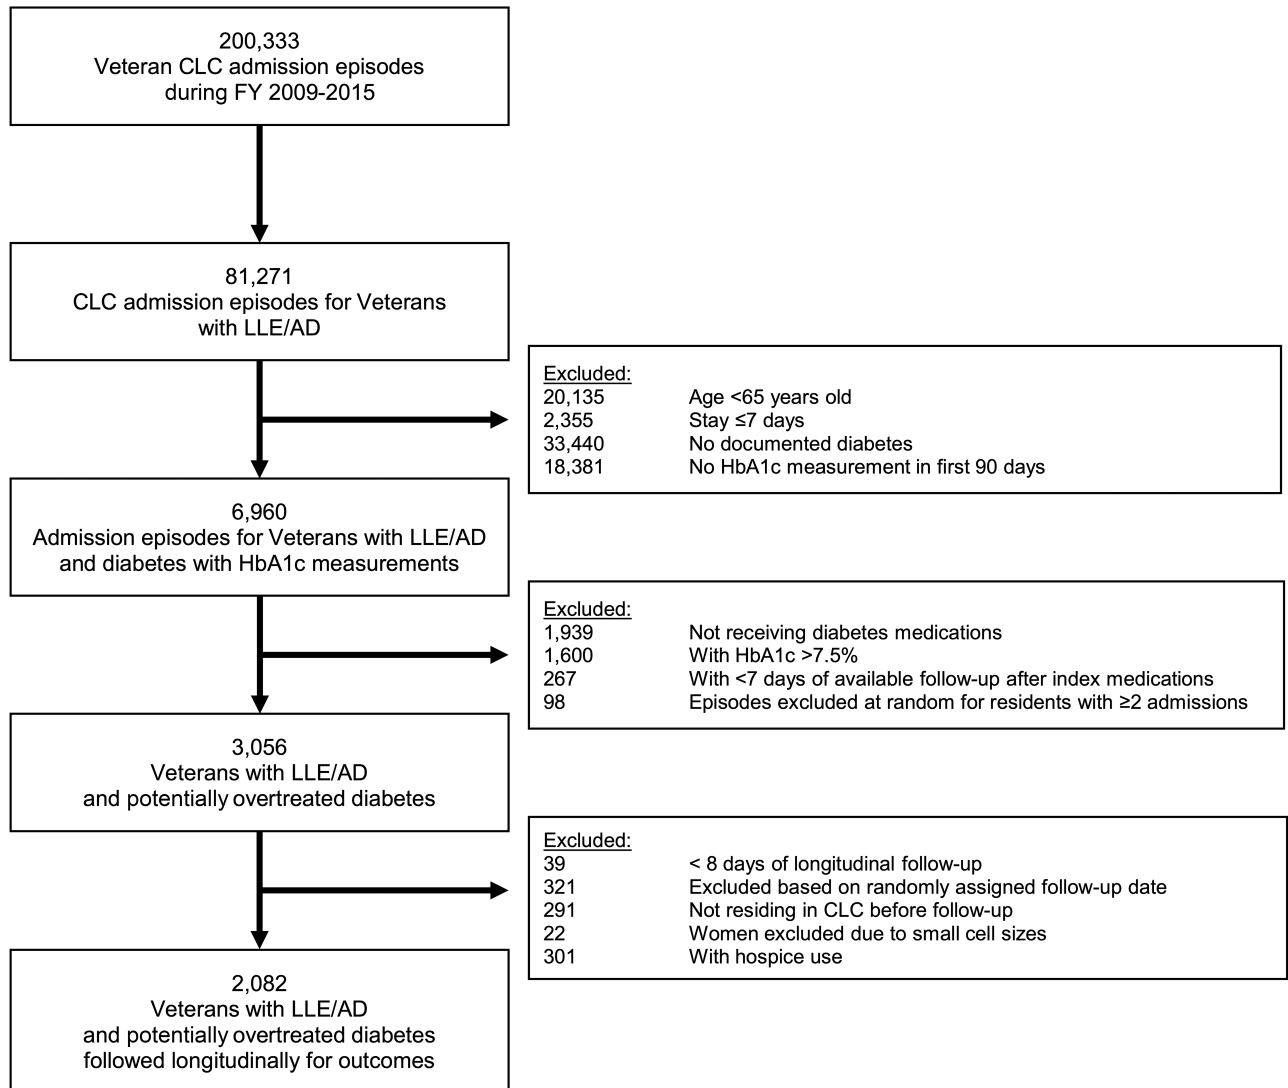 200,333
Veteran CLC admission episodes
during FY 2009-2015
81,271
CLC admission episodes for Veterans
with LLE/AD
Excluded:
20,135 Age <65 years old
2,355 Stay ≤7 days
33,440 No documented diabetes
18,381 No HbA1c measurement in first 90 days
6,960
Admission episodes for Veterans with LLE/AD
and diabetes with HbA1c measurements
Excluded:
1,939 Not receiving diabetes medications
1,600 With HbA1c >7.5%
267 With <7 days of available follow-up after index medications
98 Episodes excluded at random for residents with ≥2 admissions
3,056
Veterans with LLE/AD
and potentially overtreated diabetes
Excluded:
39 < 8 days of longitudinal follow-up
321 Excluded based on randomly assigned follow-up date
291 Not residing in CLC before follow-up
22 Women excluded due to small cell sizes
301 With hospice use
2,082
Veterans with LLE/AD
and potentially overtreated diabetes
followed longitudinally for outcomes